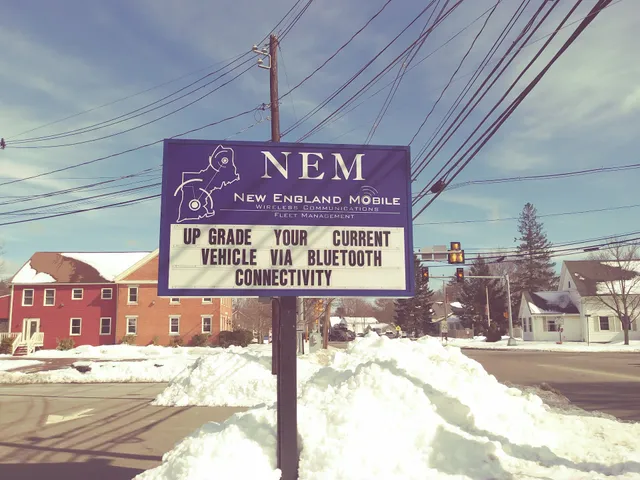 NEM
New England Mobile
Wireless Communications
Fleet Management
UP GRADE YOUR CURRENT
VEHICLE VIA BLUETOOTH
CONNECTIVITY